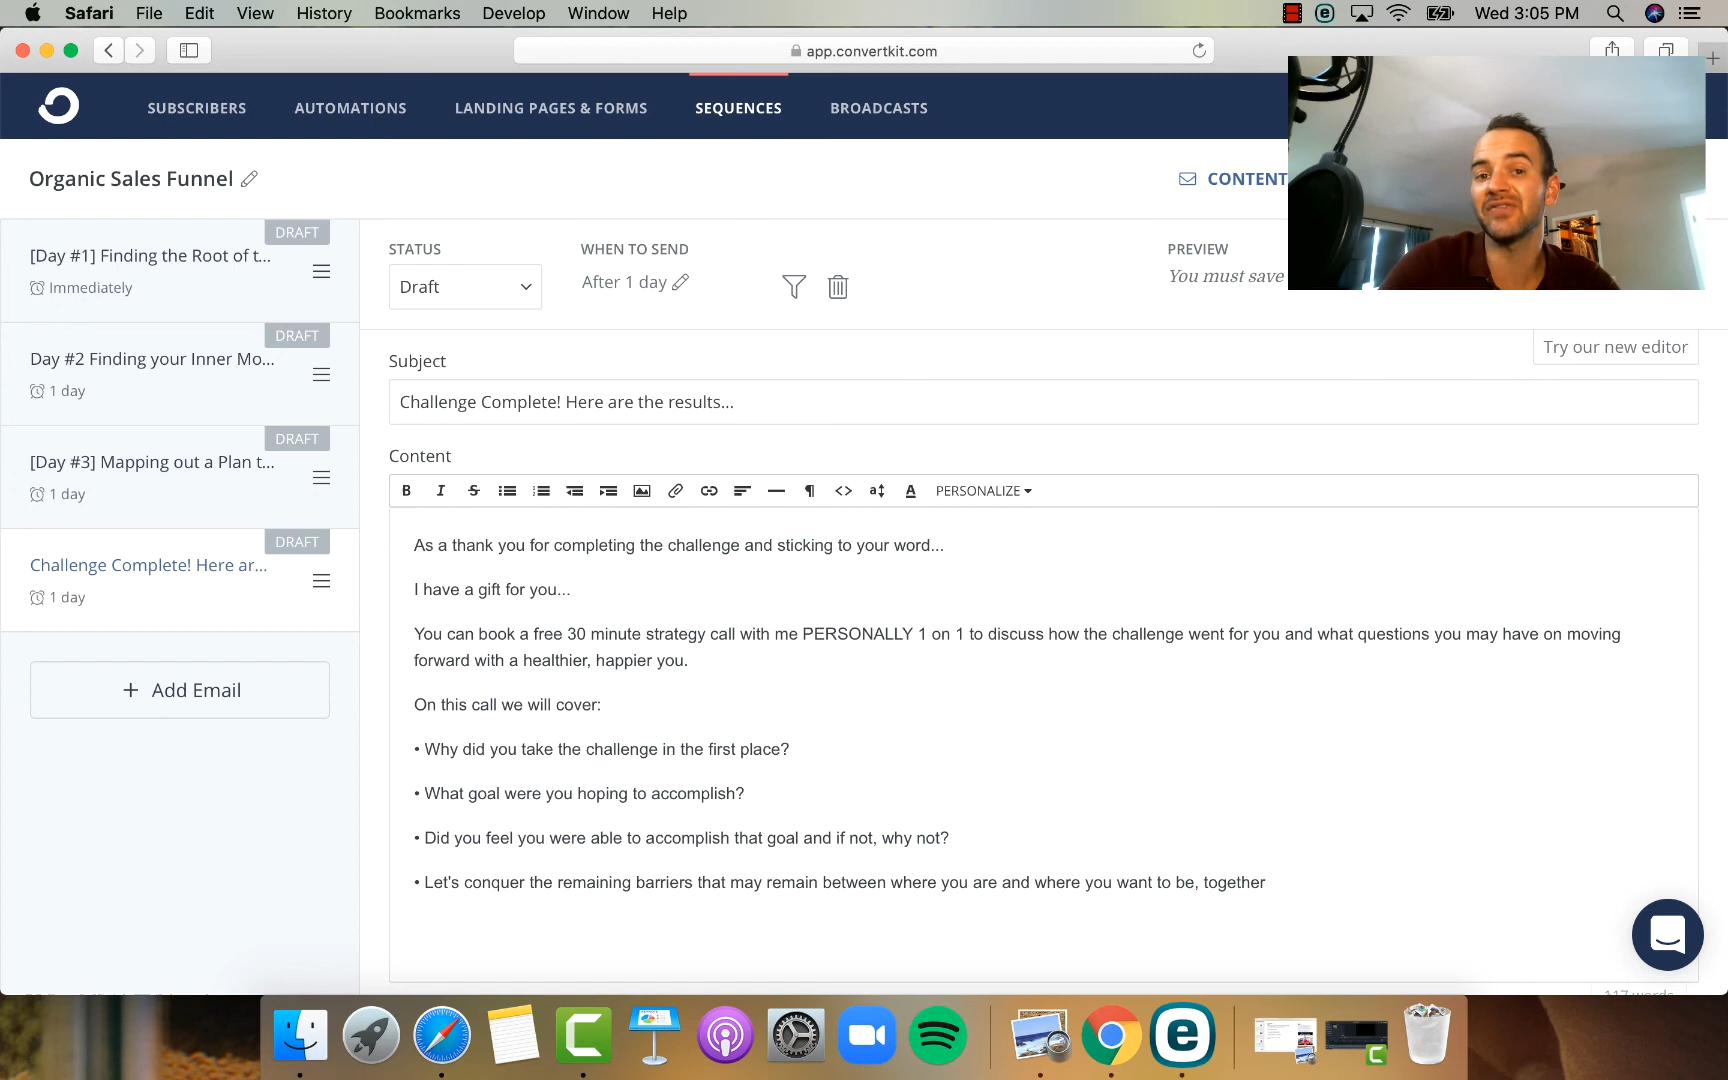 Safari File Edit View History Bookmarks Develop Window Help Wed 3:05 PM
app.convertkit.com
SUBSCRIBERS AUTOMATIONS LANDING PAGES & FORMS SEQUENCES BROADCASTS
Organic Sales Funnel
CONTENT
DRAFT
[Day #1] Finding the Root of t...
Immediately
DRAFT
Day #2 Finding your Inner Mo...
1 day
DRAFT
[Day #3] Mapping out a Plan t...
1 day
DRAFT
Challenge Complete! Here ar...
1 day
+ Add Email
STATUS
Draft
WHEN TO SEND
After 1 day
PREVIEW
You must save
Try our new editor
Subject
Challenge Complete! Here are the results...
Content
PERSONALIZE
As a thank you for completing the challenge and sticking to your word...
I have a gift for you...
You can book a free 30 minute strategy call with me PERSONALLY 1 on 1 to discuss how the challenge went for you and what questions you may have on moving
forward with a healthier, happier you.
On this call we will cover:
• Why did you take the challenge in the first place?
• What goal were you hoping to accomplish?
• Did you feel you were able to accomplish that goal and if not, why not?
• Let's conquer the remaining barriers that may remain between where you are and where you want to be, together
117 words